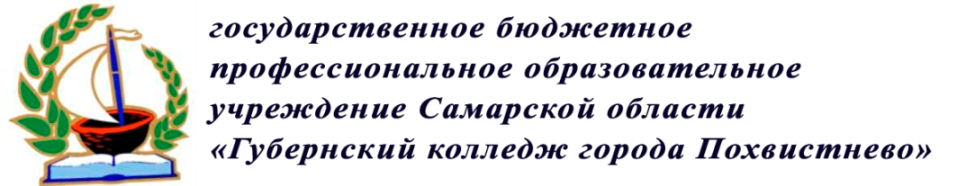 государственное бюджетное
профессиональное образовательное
учреждение Самарской области
«Губернский колледж города Похвистнево»